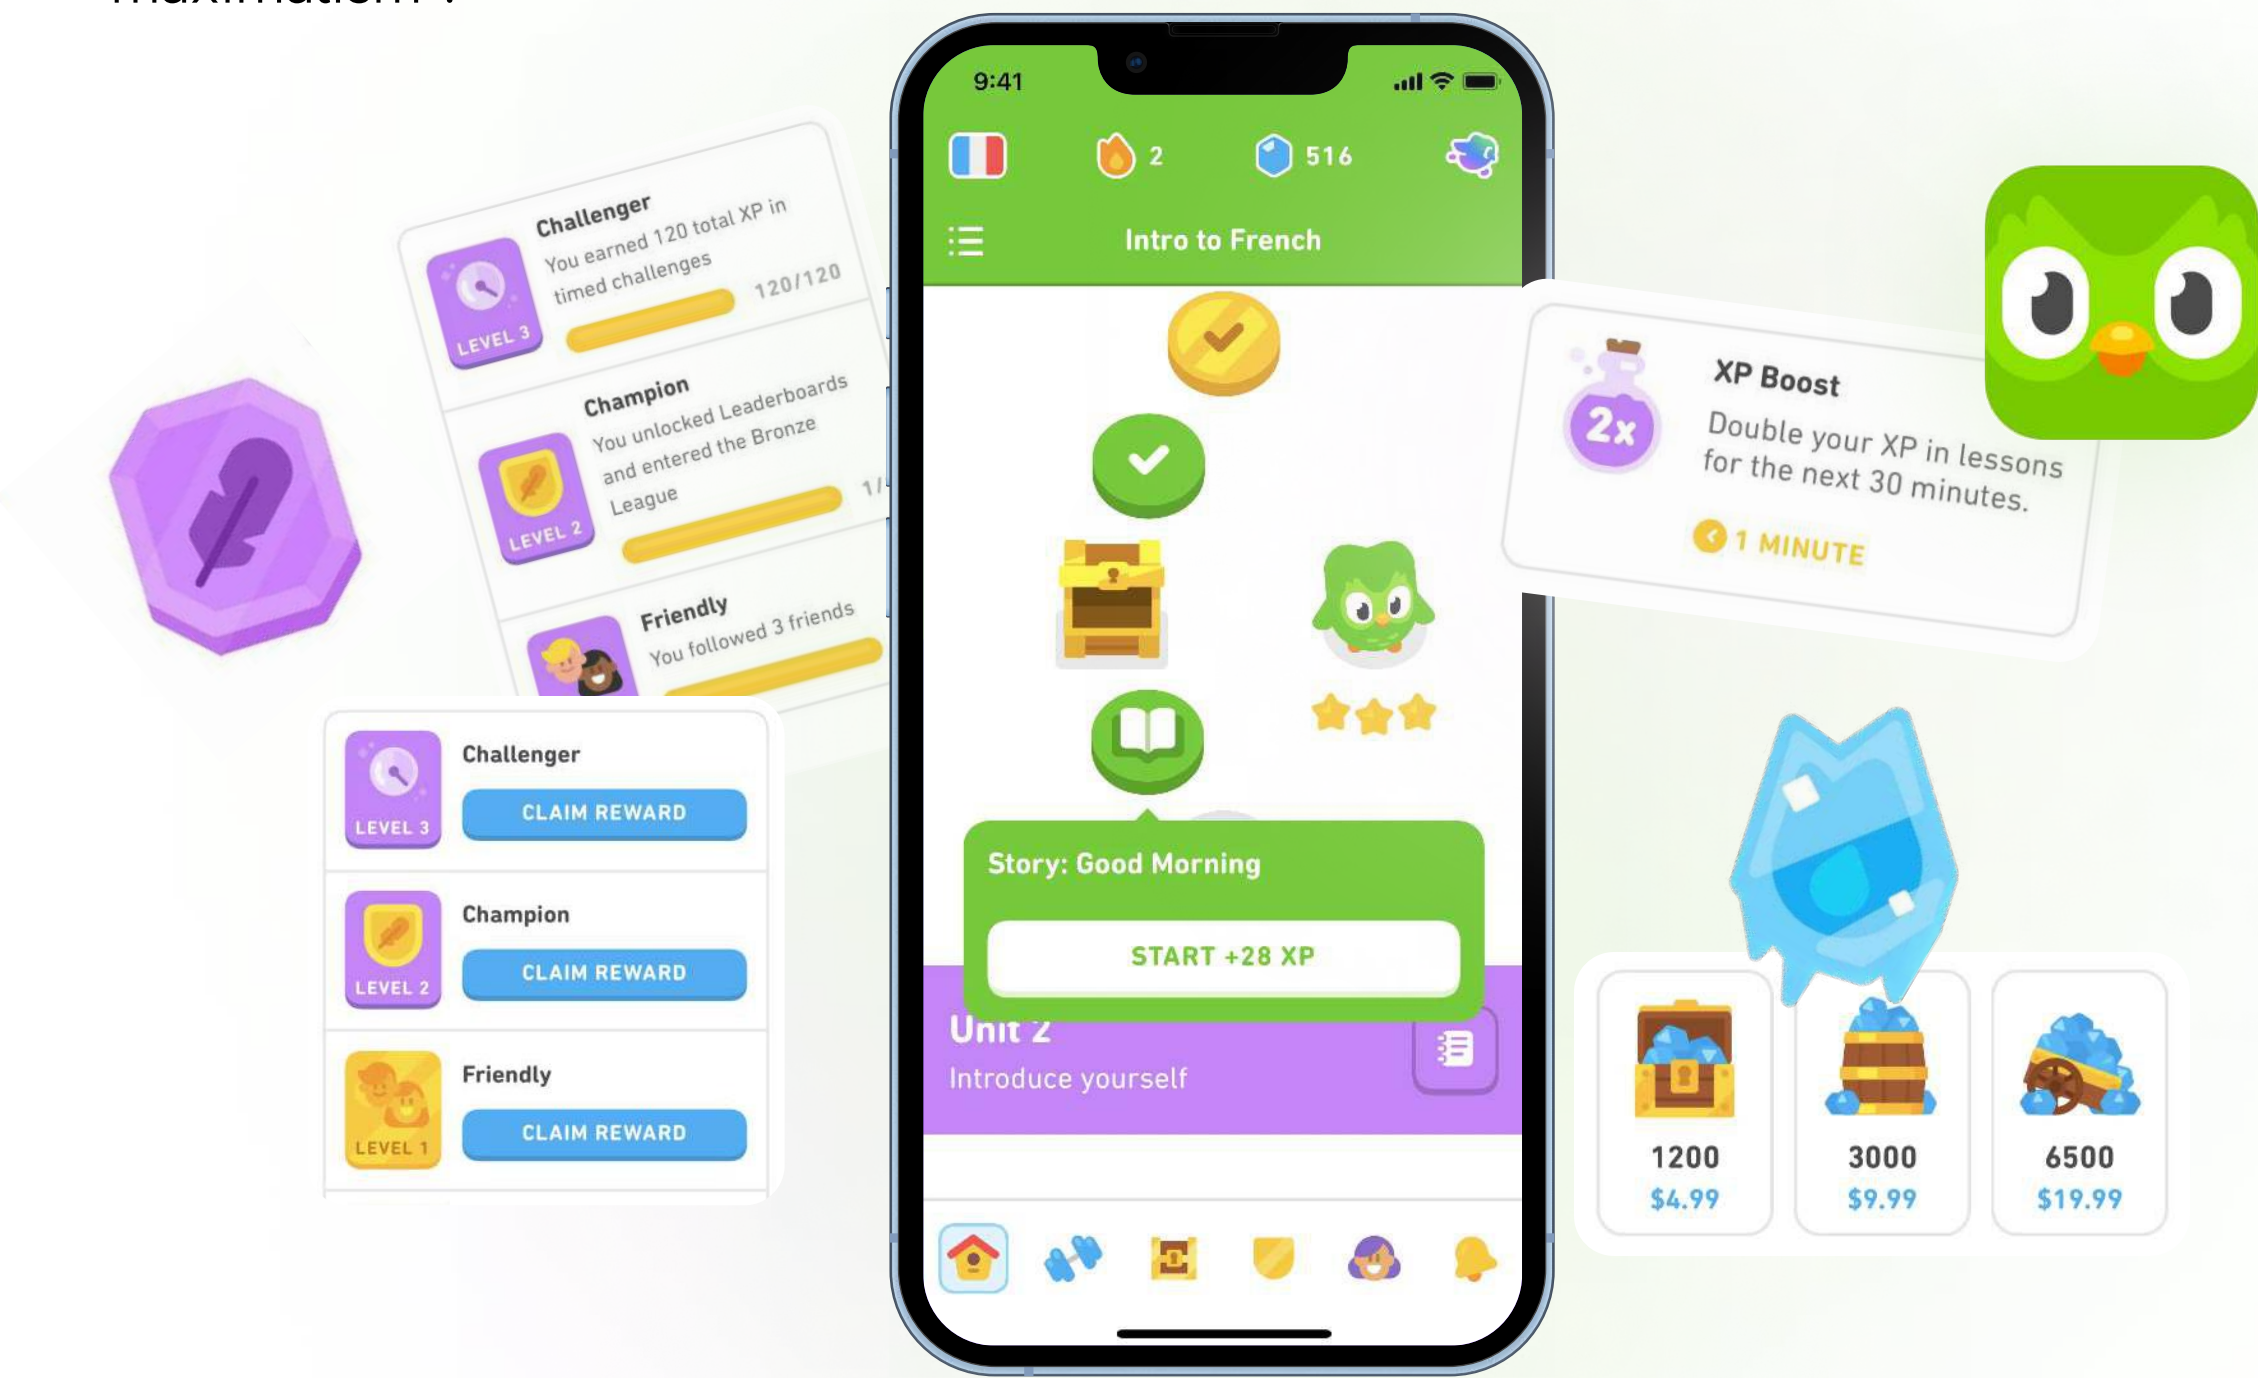 9:41
2
516
Intro to French
Challenger
You earned 120 total XP in
timed challenges
120/120
LEVEL 3
Champion
You unlocked Leaderboards
and entered the Bronze
League
1/
LEVEL 2
Friendly
You followed 3 friends
Challenger
CLAIM REWARD
LEVEL 3
Champion
CLAIM REWARD
LEVEL 2
Friendly
CLAIM REWARD
LEVEL 1
Story: Good Morning
START +28 XP
Unit 2
Introduce yourself
2x
XP Boost
Double your XP in lessons
for the next 30 minutes.
1 MINUTE
1200
$4.99
3000
$9.99
6500
$19.99